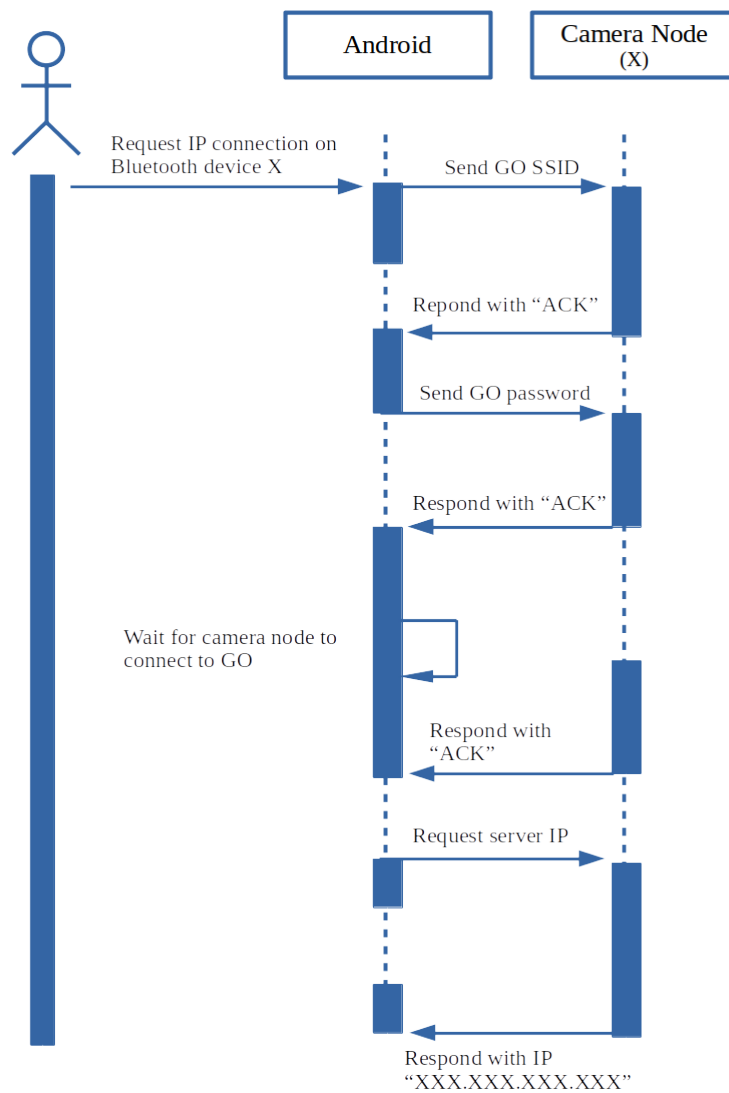 Android
Camera Node
(X)
Request IP connection on
Bluetooth device X
Send GO SSID
Repond with “ACK”
Send GO password
Respond with “ACK”
Wait for camera node to
connect to GO
Respond with
“ACK”
Request server IP
Respond with IP
“XXX.XXX.XXX.XXX”